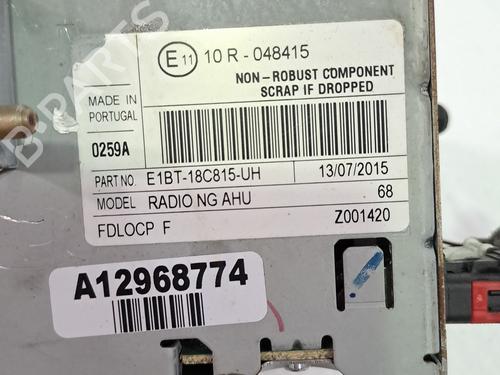 E11 10 R - 048415
NON - ROBUST COMPONENT
SCRAP IF DROPPED
MADE IN
PORTUGAL
0259A
PART NO. E1BT-18C815-UH 13/07/2015
MODEL RADIO NG AHU 68
FDLOCP F Z001420
A12968774
B-PARTS